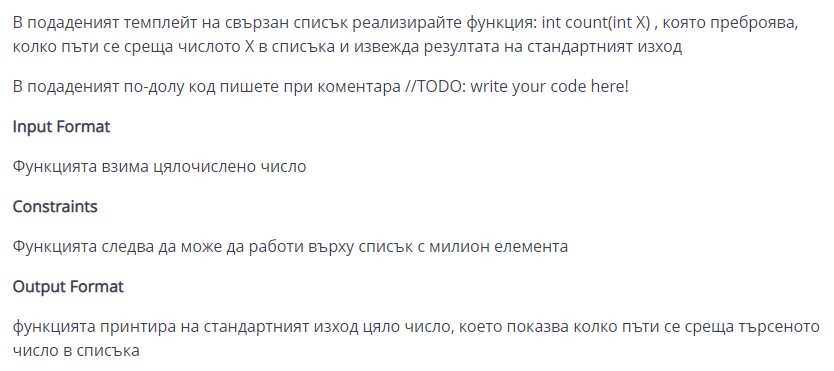 В подаденият темплейт на свързан списък реализирайте функция: int count(int X) , която преброява,
колко пъти се среща числото X в списъка и извежда резултата на стандартният изход
В подаденият по-долу код пишете при коментара //TODO: write your code here!
Input Format
Функцията взима цялочислено число
Constraints
Функцията следва да може да работи върху списък с милион елемента
Output Format
функцията принтира на стандартният изход цяло число, което показва колко пъти се среща търсеното
число в списъка